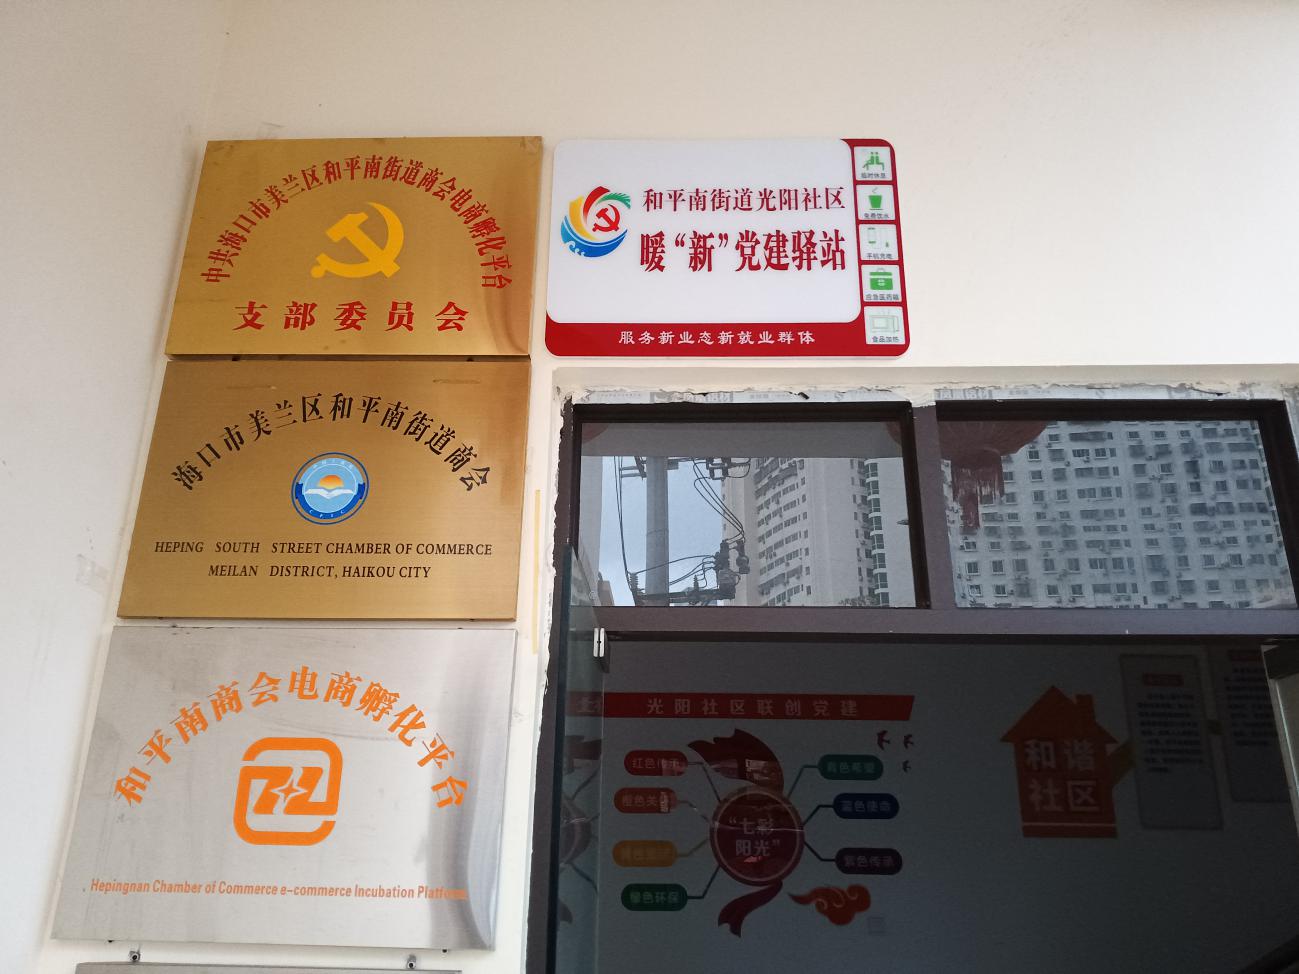 中共海口市美兰区和平南街道商会电商孵化平台
支部委员会
和平南街道光阳社区
暖“新”党建驿站
服务新业态新就业群体
临时休息
免费饮水
手机充电
应急医药箱
食品加热
海口市美兰区和平南街道商会
HEPING SOUTH STREET CHAMBER OF COMMERCE
MEILAN DISTRICT, HAIKOU CITY
和平南商会电商孵化平台
Hepingnan Chamber of Commerce e-commerce Incubation Platform
光阳社区联创党建
红色传承
橙色关
绿色环保
“七彩
阳光”
青色希望
蓝色使命
紫色传承
和谐
社区